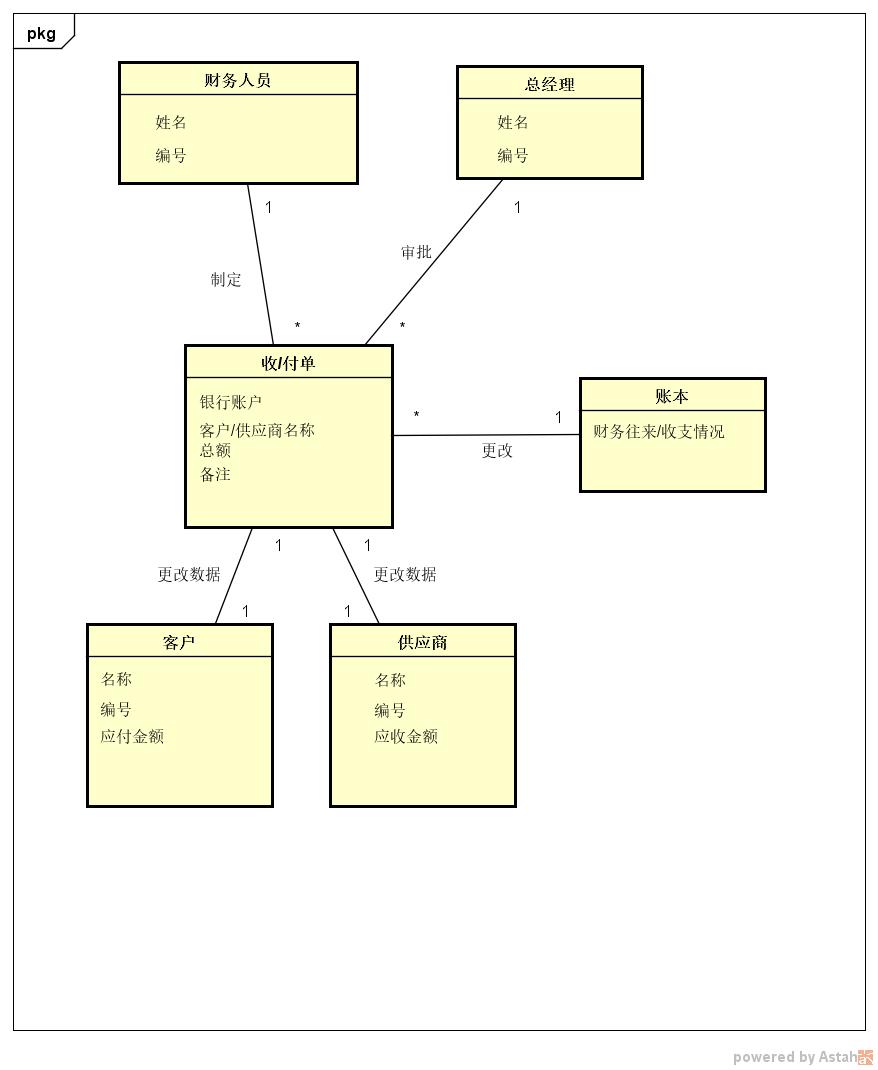 pkg
财务人员
姓名
编号
总经理
姓名
编号
1
1
制定
审批
*
*
收/付单
银行账户
客户/供应商名称
总额
备注
*
1
更改
账本
财务往来/收支情况
1
1
更改数据
更改数据
1
1
客户
名称
编号
应付金额
供应商
名称
编号
应收金额
powered by Astah